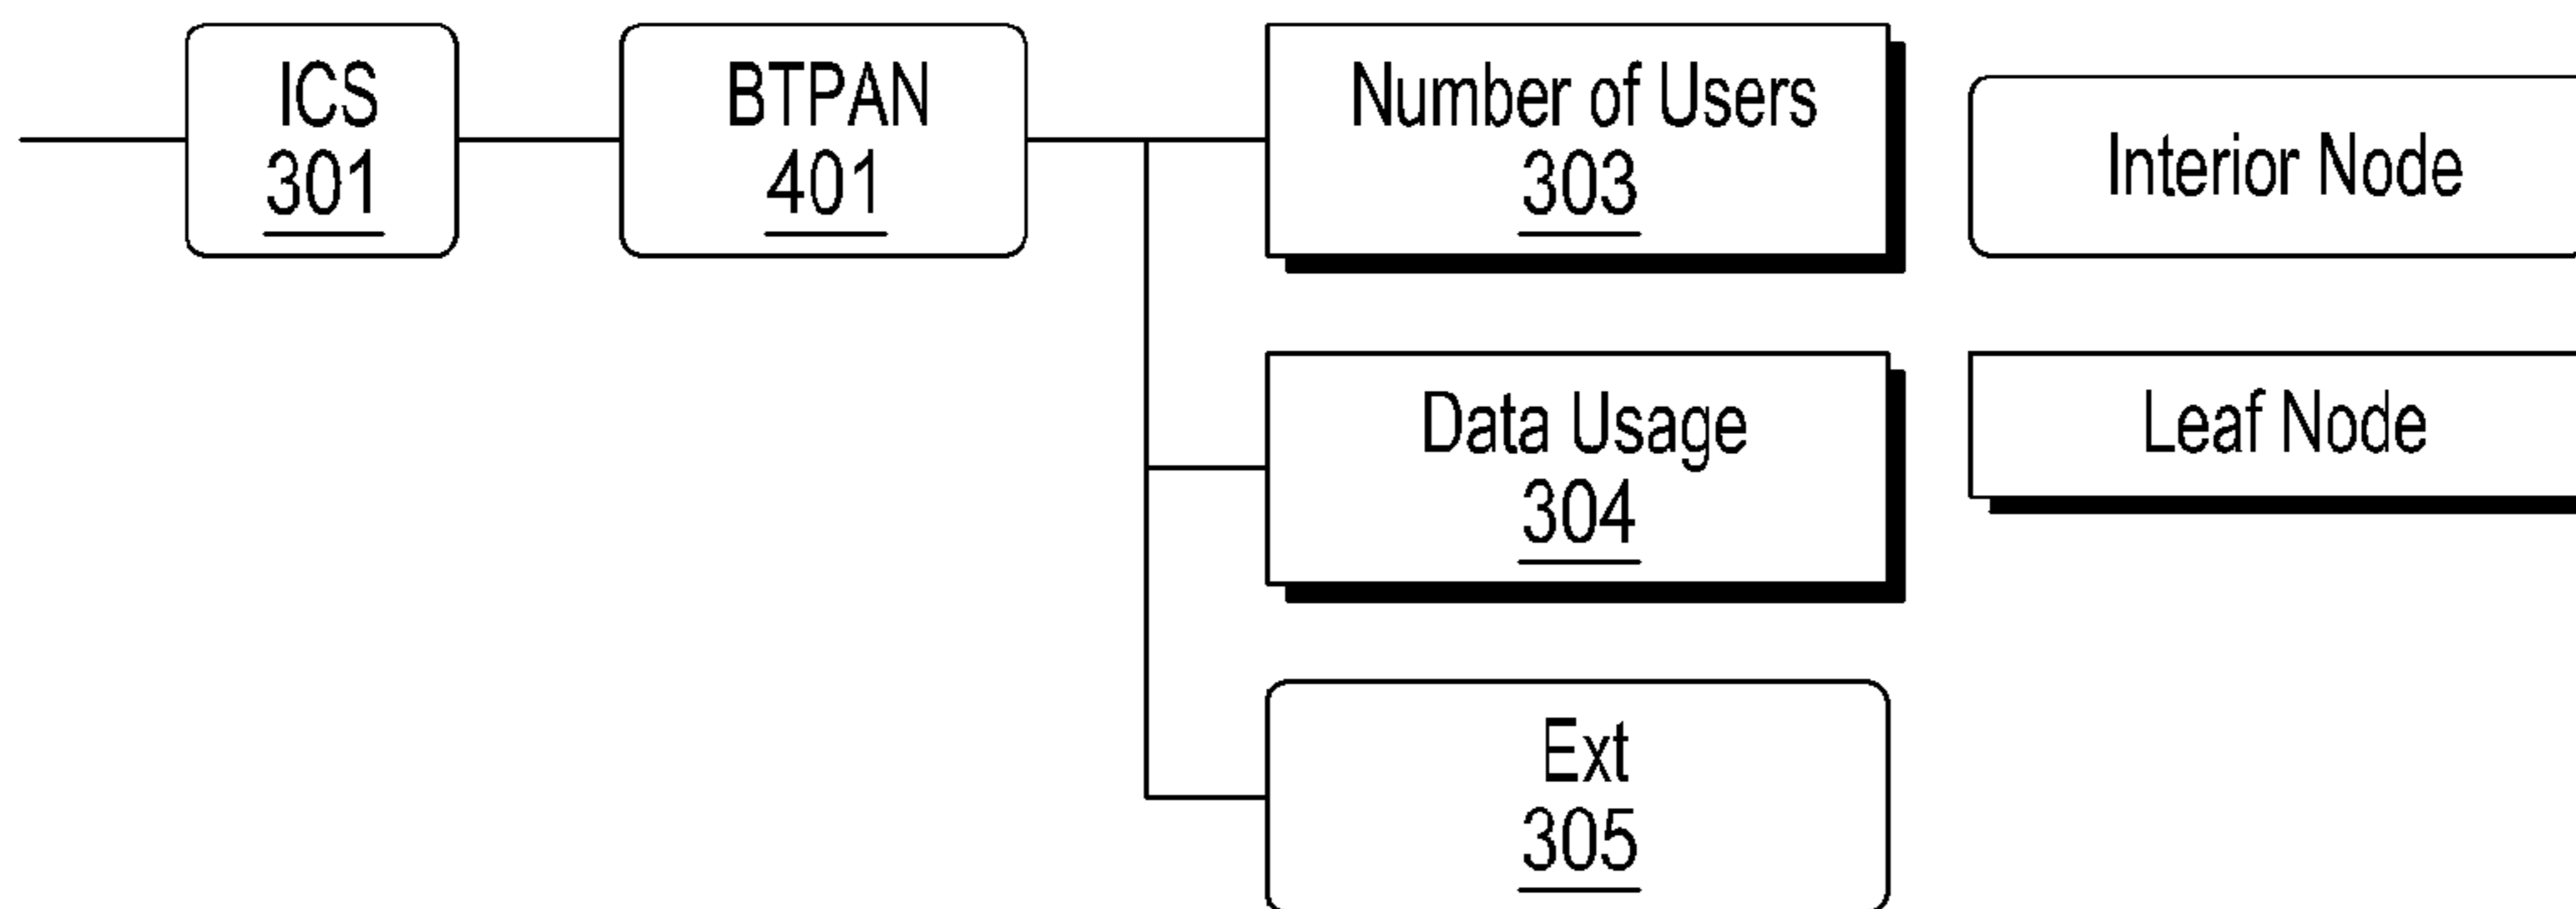 ICS
301
BTPAN
401
Number of Users
303
Interior Node
Data Usage
304
Leaf Node
Ext
305